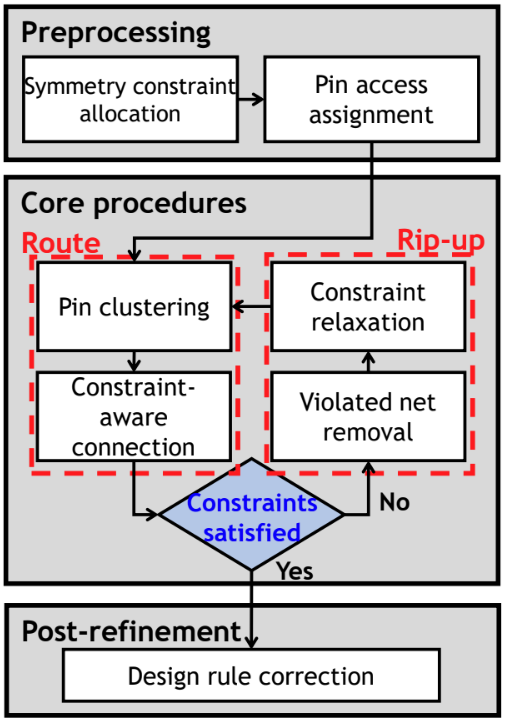 Preprocessing
Symmetry constraint
allocation
Pin access
assignment
Core procedures
Route
Rip-up
Pin clustering
Constraint
relaxation
Constraint-
aware
connection
Violated net
removal
Constraints
satisfied
No
Yes
Post-refinement
Design rule correction